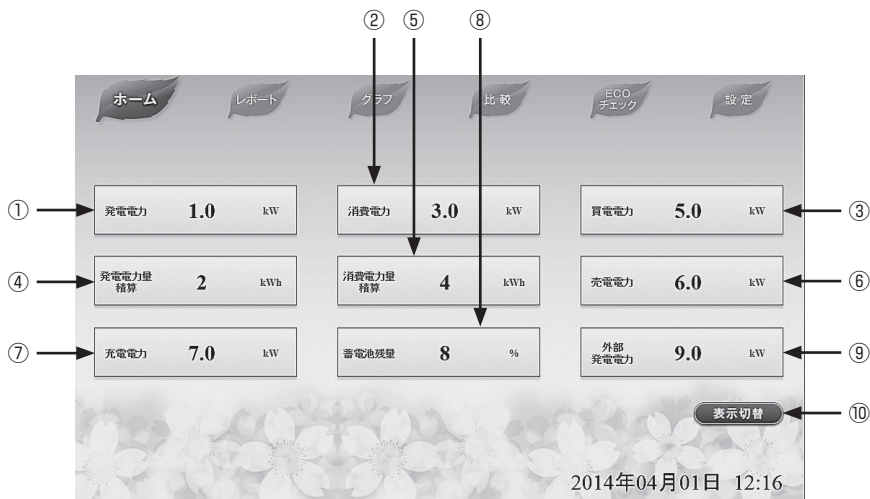 ② ⑤ ⑧
ホーム レポート グラフ 比較 ECO
チェック 設定
① 発電電力 1.0 kW 消費電力 3.0 kW 買電電力 5.0 kW ③
④ 発電電力量
積算 2 kWh 消費電力量
積算 4 kWh 売電電力 6.0 kW ⑥
⑦ 充電電力 7.0 kW 蓄電池残量 8 % 外部
発電電力 9.0 kW ⑨
表示切替 ⑩
2014年04月01日 12:16